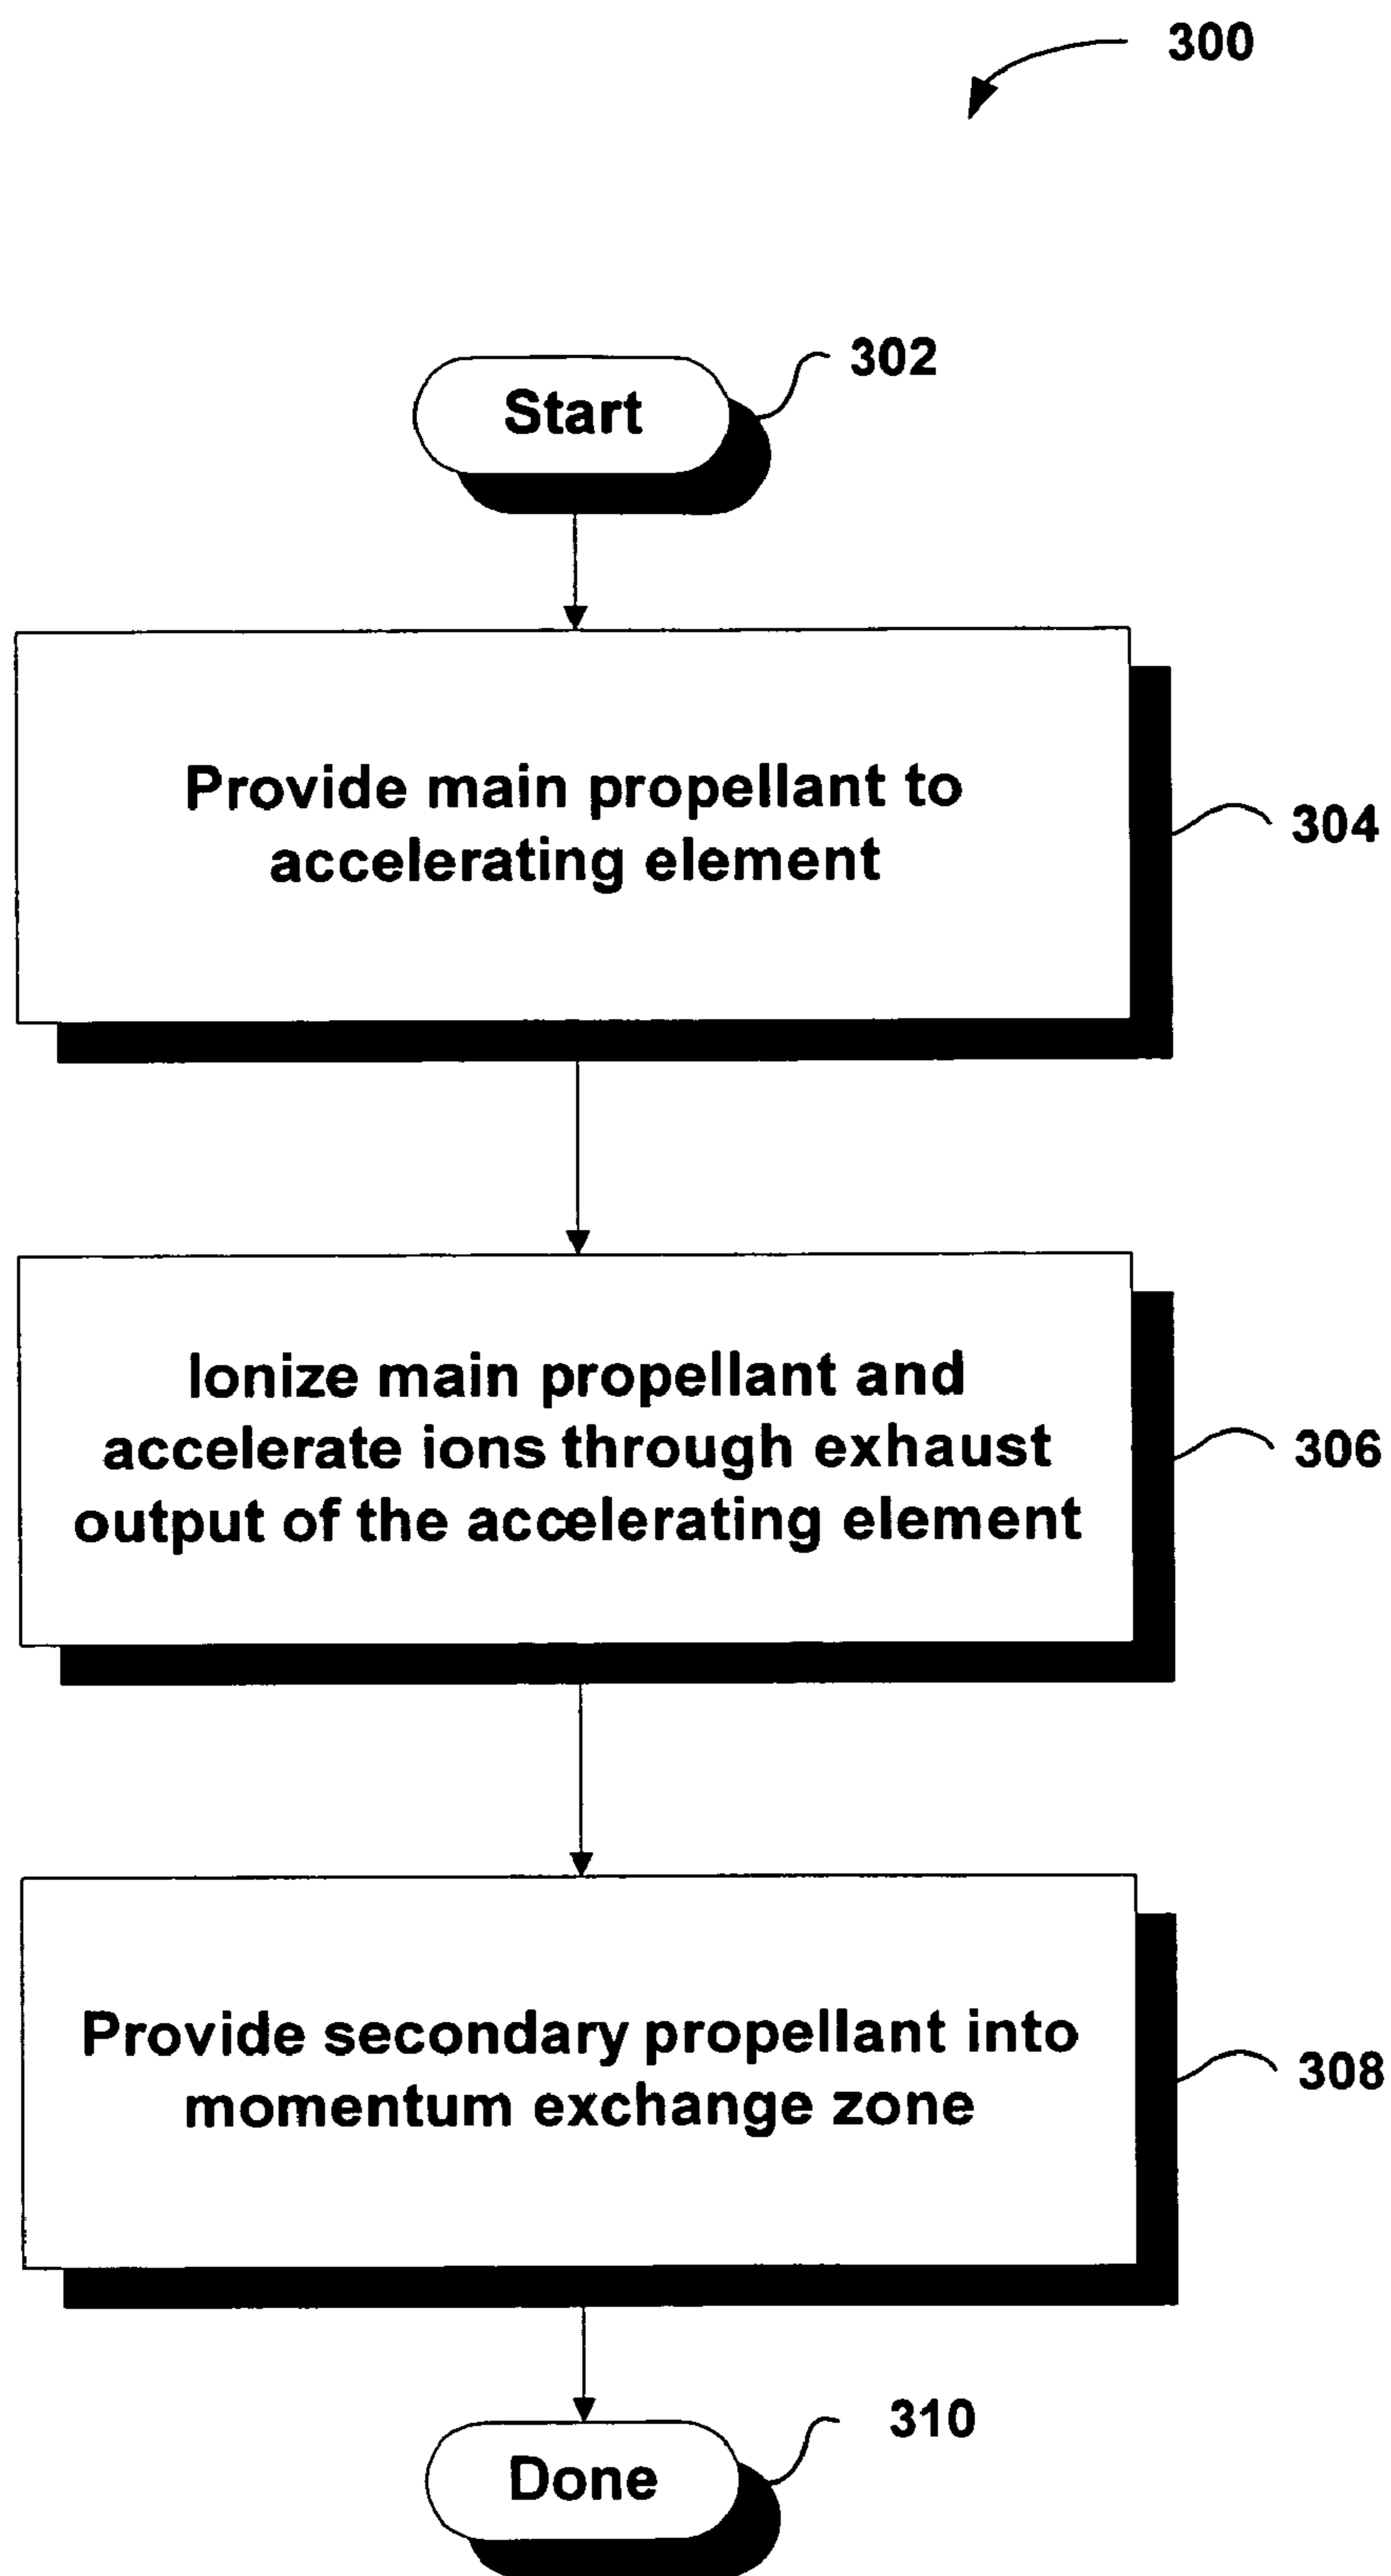 300
302
Start
Provide main propellant to
accelerating element
304
Ionize main propellant and
accelerate ions through exhaust
output of the accelerating element
306
Provide secondary propellant into
momentum exchange zone
308
310
Done